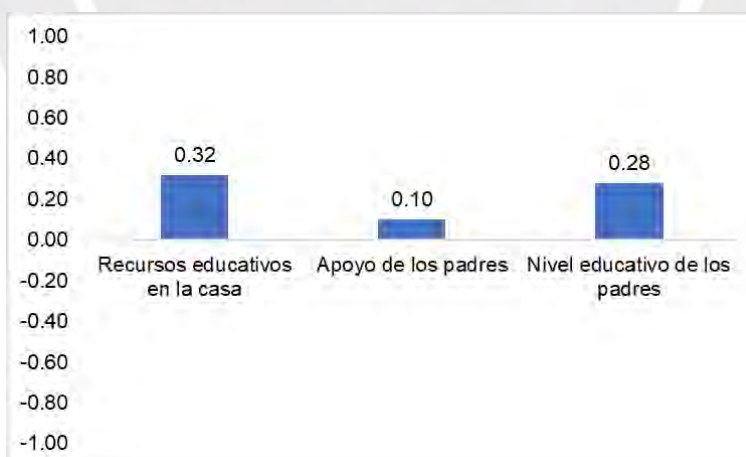 1.00
0.80
0.60
0.40
0.20
0.00
-0.20
-0.40
-0.60
-0.80
-1.00
0.32
0.10
0.28
Recursos educativos
en la casa
Apoyo de los padres
Nivel educativo de los
padres